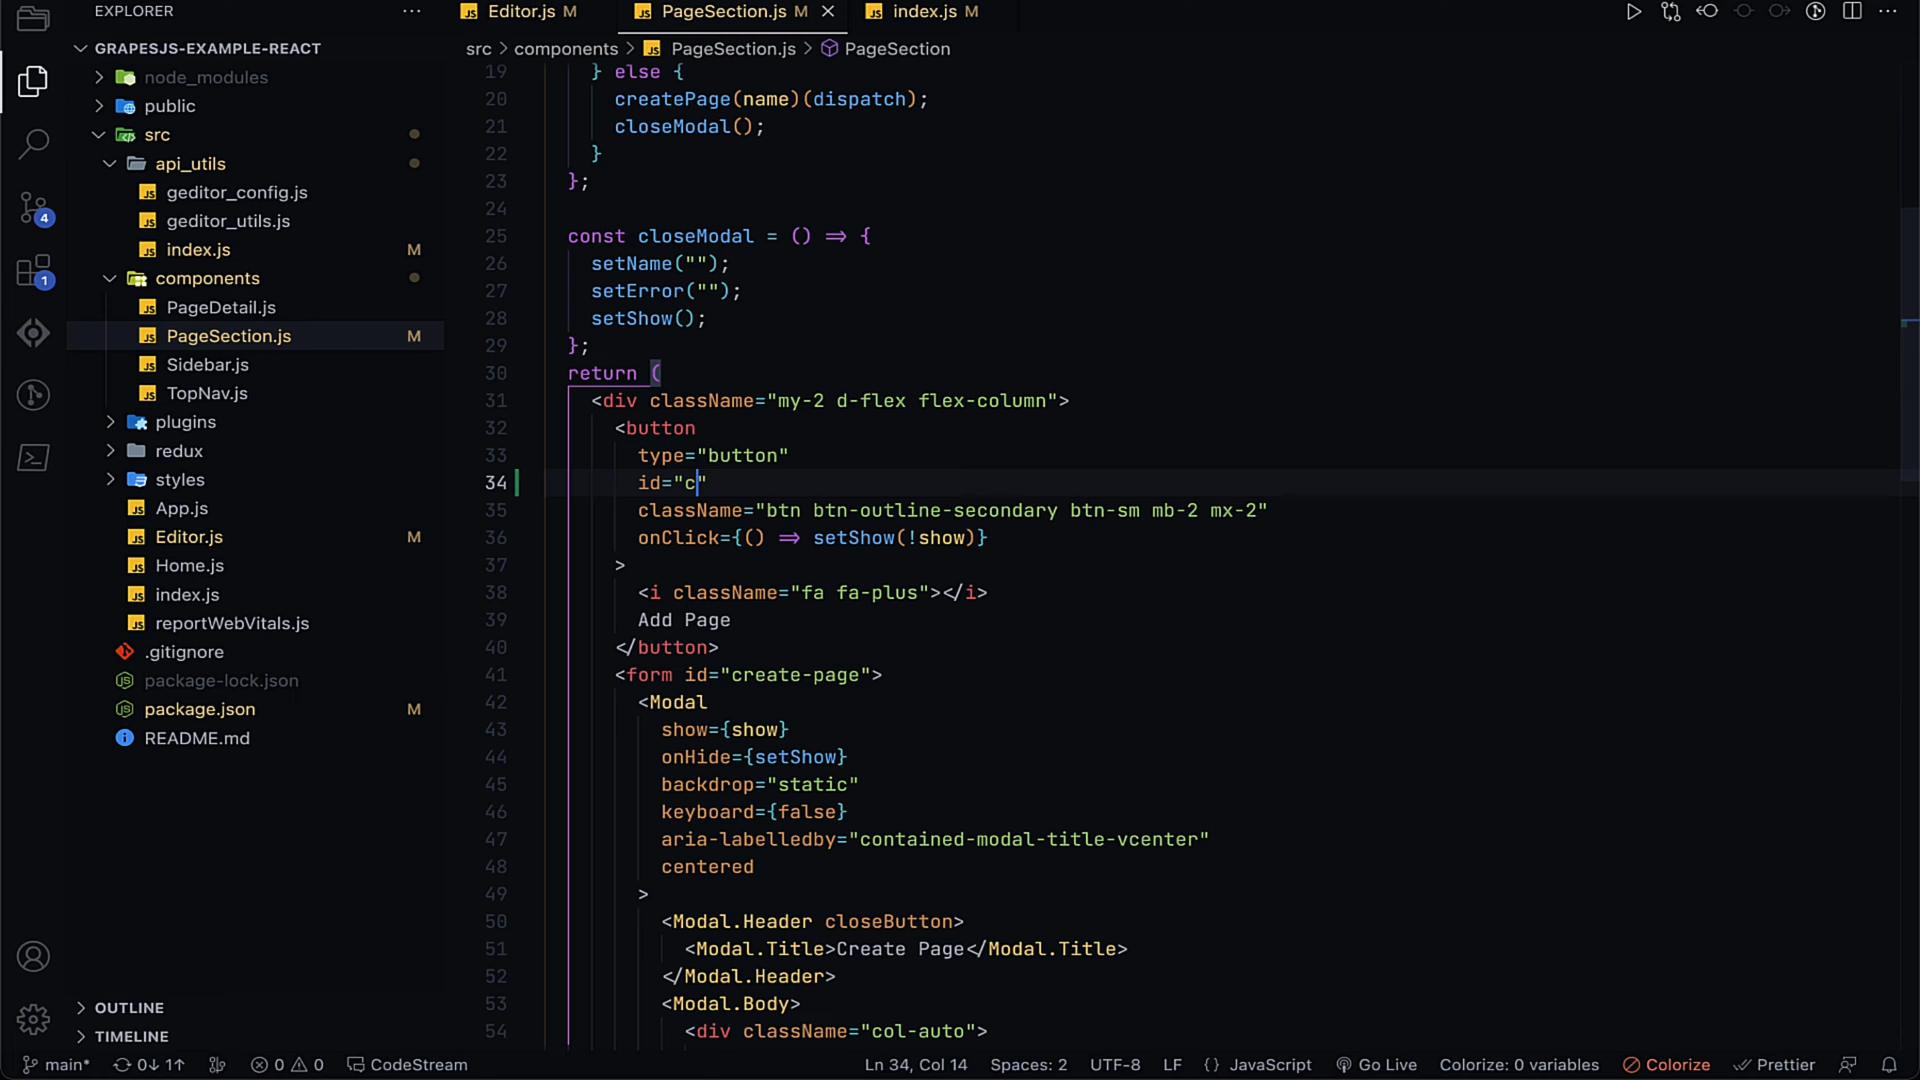 EXPLORER
Editor.js M
PageSection.js M
index.js M
GRAPESJS-EXAMPLE-REACT
node_modules
public
src
api_utils
geditor_config.js
geditor_utils.js
index.js M
components
PageDetail.js
PageSection.js M
Sidebar.js
TopNav.js
plugins
redux
styles
App.js
Editor.js M
Home.js
index.js
reportWebVitals.js
.gitignore
package-lock.json
package.json M
README.md
OUTLINE
TIMELINE
4
1
src > components > JS PageSection.js > PageSection
19 } else {
20 createPage(name)(dispatch);
21 closeModal();
22 }
23 };
24
25 const closeModal = () => {
26 setName("");
27 setError("");
28 setShow();
29 };
30 return (
31 <div className="my-2 d-flex flex-column">
32 <button
33 type="button"
34 id="c"
35 className="btn btn-outline-secondary btn-sm mb-2 mx-2"
36 onClick={() => setShow(!show)}
37 >
38 <i className="fa fa-plus"></i>
39 Add Page
40 </button>
41 <form id="create-page">
42 <Modal
43 show={show}
44 onHide={setShow}
45 backdrop="static"
46 keyboard={false}
47 aria-labelledby="contained-modal-title-vcenter"
48 centered
49 >
50 <Modal.Header closeButton>
51 <Modal.Title>Create Page</Modal.Title>
52 </Modal.Header>
53 <Modal.Body>
54 <div className="col-auto">
main* 0↓ 1↑ 0 0 CodeStream Ln 34, Col 14 Spaces: 2 UTF-8 LF {} JavaScript Go Live Colorize: 0 variables Colorize Prettier